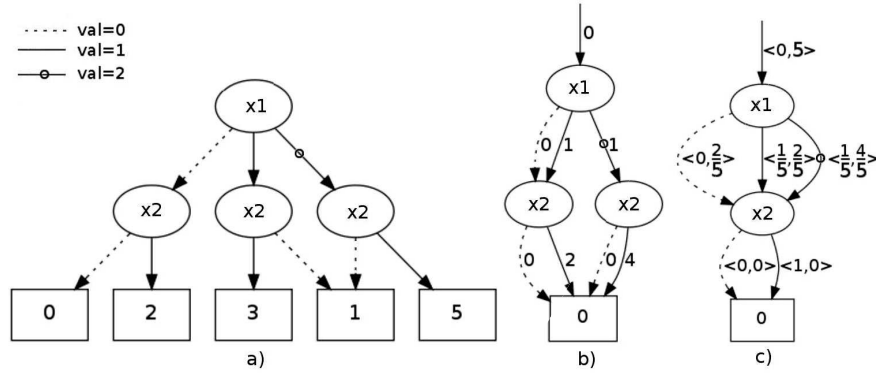 val=0
val=1
val=2
x1
x2 x2 x2
0 2 3 1 5
a)
0
x1
0 1 1
x2 x2
0 2 0 4
0
b)
<0,5>
x1
<0,2/5> <1/5,2/5> <1/5,4/5>
x2
<0,0> <1,0>
0
c)